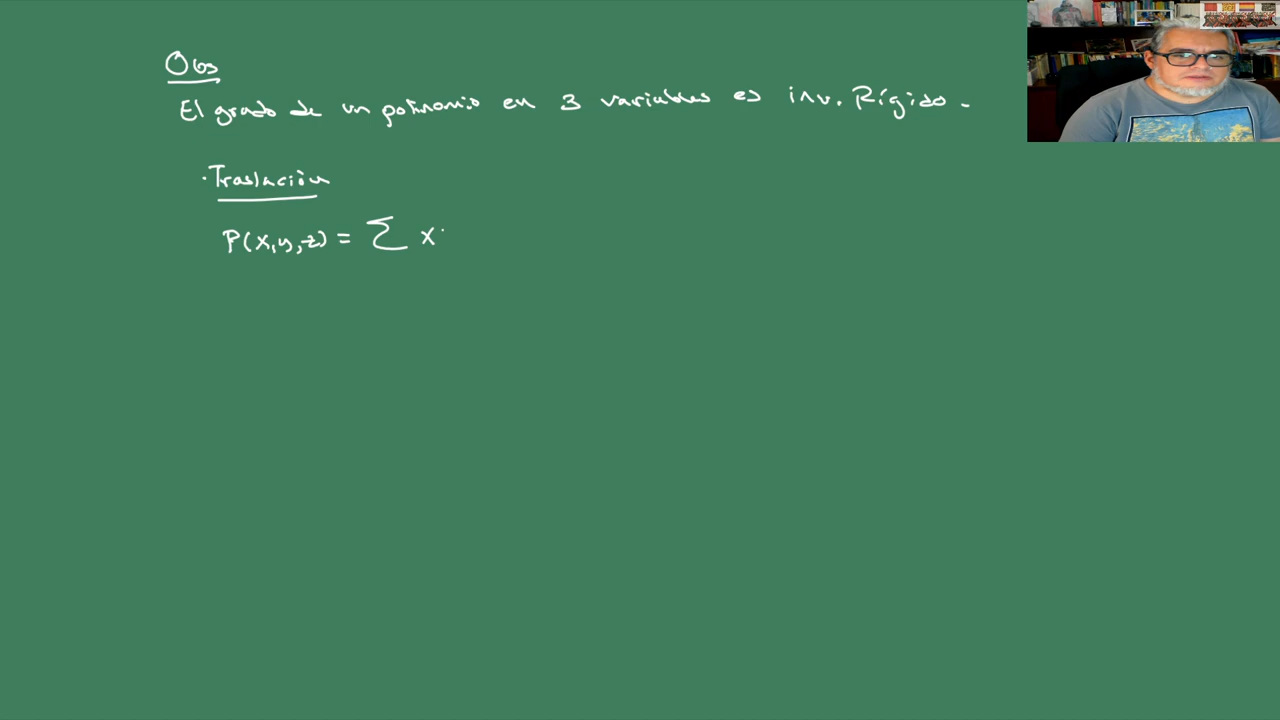 Obs
El grado de un polinomio en 3 variables es inv. Rígido.
· Traslación
P(x,y,z) = Σ x